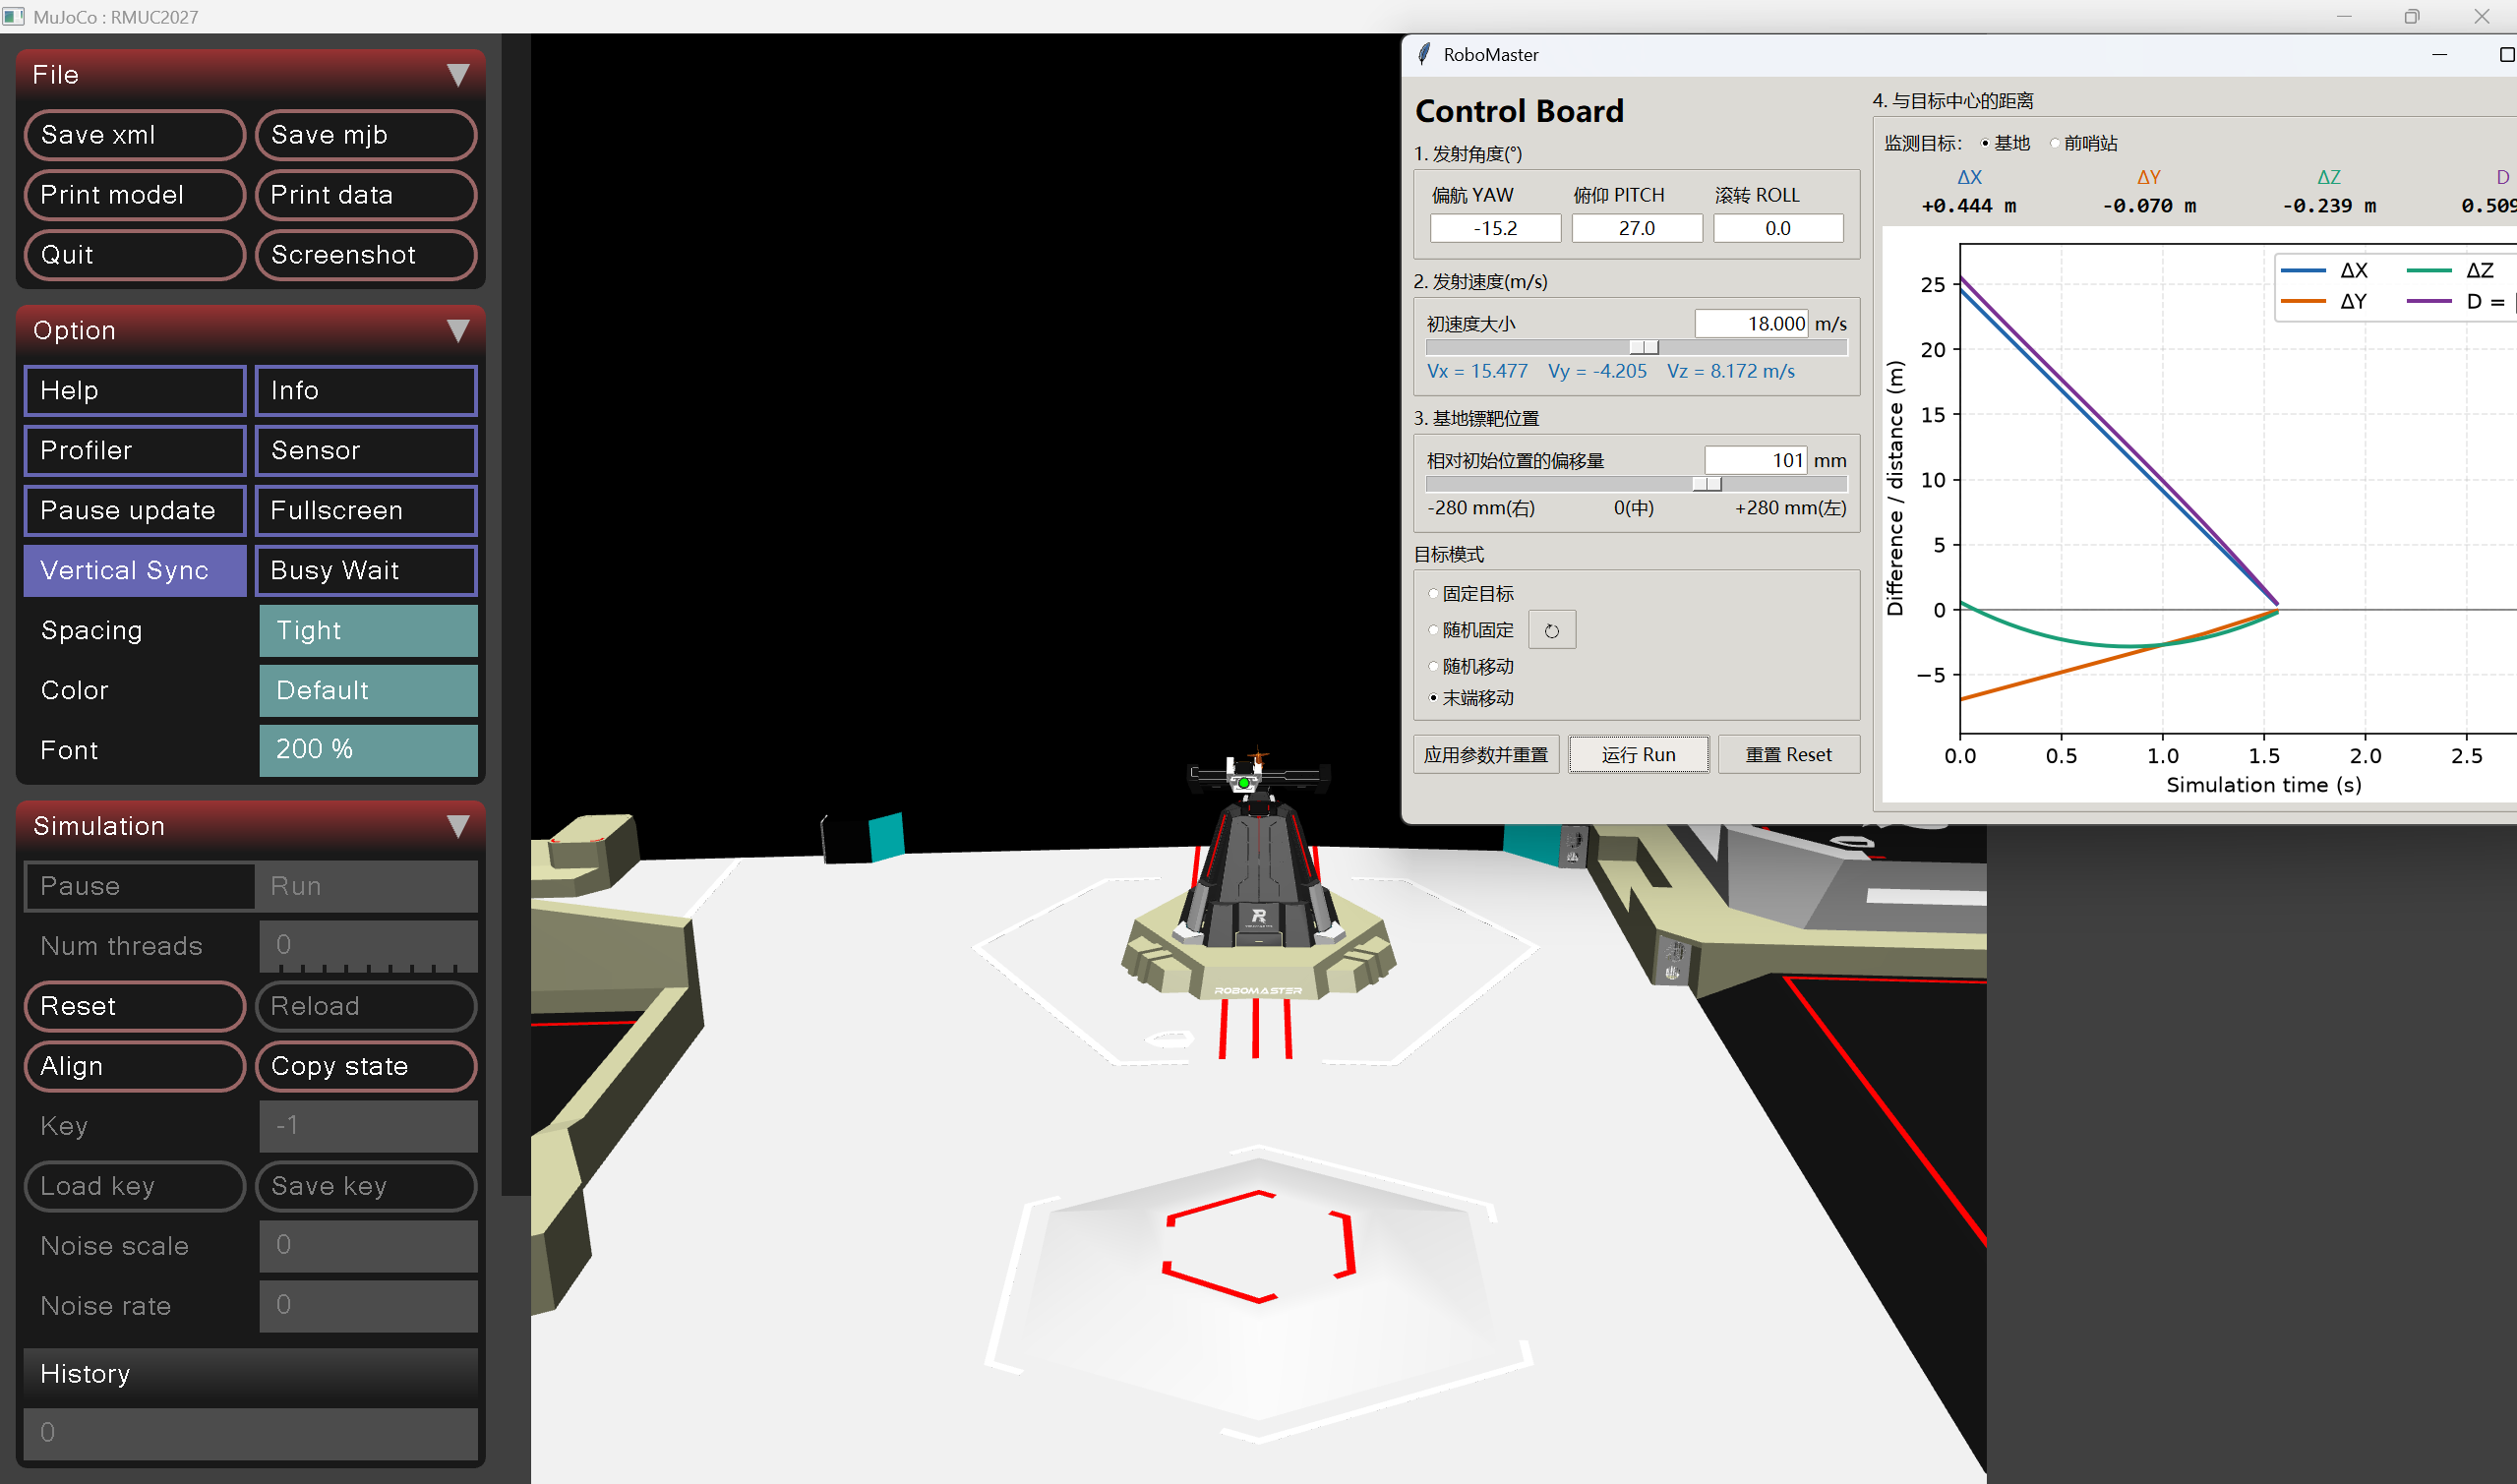 MuJoCo : RMUC2027
File
Save xml
Save mjb
Print model
Print data
Quit
Screenshot
Option
Help
Info
Profiler
Sensor
Pause update
Fullscreen
Vertical Sync
Busy Wait
Spacing
Tight
Color
Default
Font
200 %
Simulation
Pause
Run
Num threads
0
Reset
Reload
Align
Copy state
Key
-1
Load key
Save key
Noise scale
0
Noise rate
0
History
0
ROBOMASTER
RoboMaster
Control Board
1. 发射角度(°)
偏航 YAW
俯仰 PITCH
滚转 ROLL
-15.2
27.0
0.0
2. 发射速度(m/s)
初速度大小
18.000 m/s
Vx = 15.477 Vy = -4.205 Vz = 8.172 m/s
3. 基地镖靶位置
相对初始位置的偏移量
101 mm
-280 mm(右)
0(中)
+280 mm(左)
目标模式
固定目标
随机固定
随机移动
末端移动
应用参数并重置
运行 Run
重置 Reset
4. 与目标中心的距离
监测目标: 基地 前哨站
ΔX
ΔY
ΔZ
D
+0.444 m
-0.070 m
-0.239 m
0.509
ΔX
ΔZ
ΔY
D = |
Difference / distance (m)
25
20
15
10
5
0
−5
0.0
0.5
1.0
1.5
2.0
2.5
Simulation time (s)